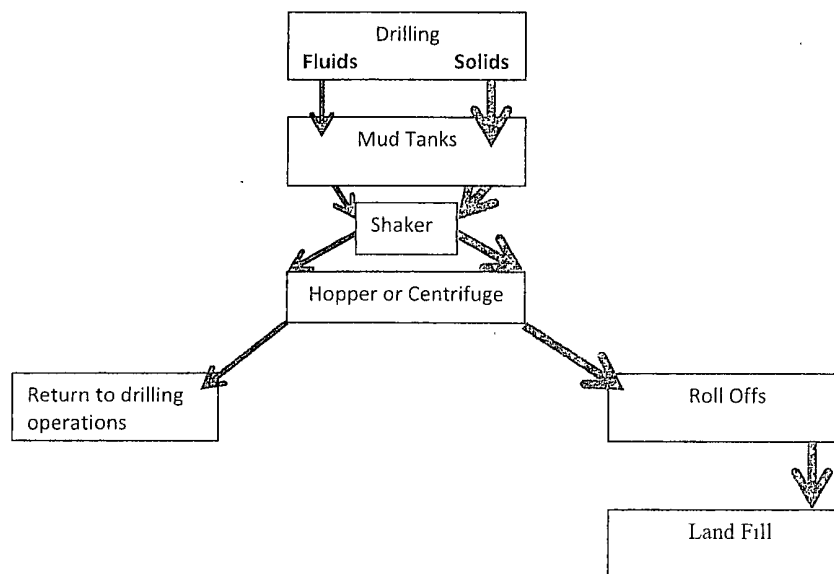 Drilling
Fluids Solids
Mud Tanks
Shaker
Hopper or Centrifuge
Return to drilling
operations
Roll Offs
Land Fill